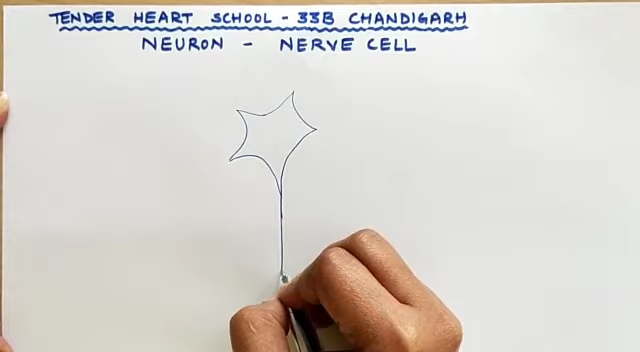 TENDER HEART SCHOOL - 33B CHANDIGARH
NEURON - NERVE CELL